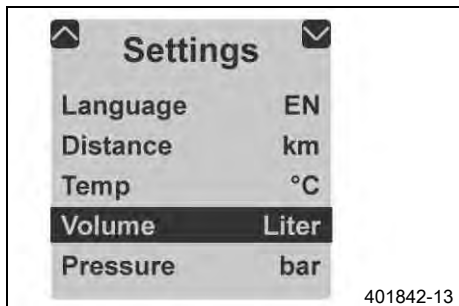 Settings
Language EN
Distance km
Temp °C
Volume Liter
Pressure bar
401842-13